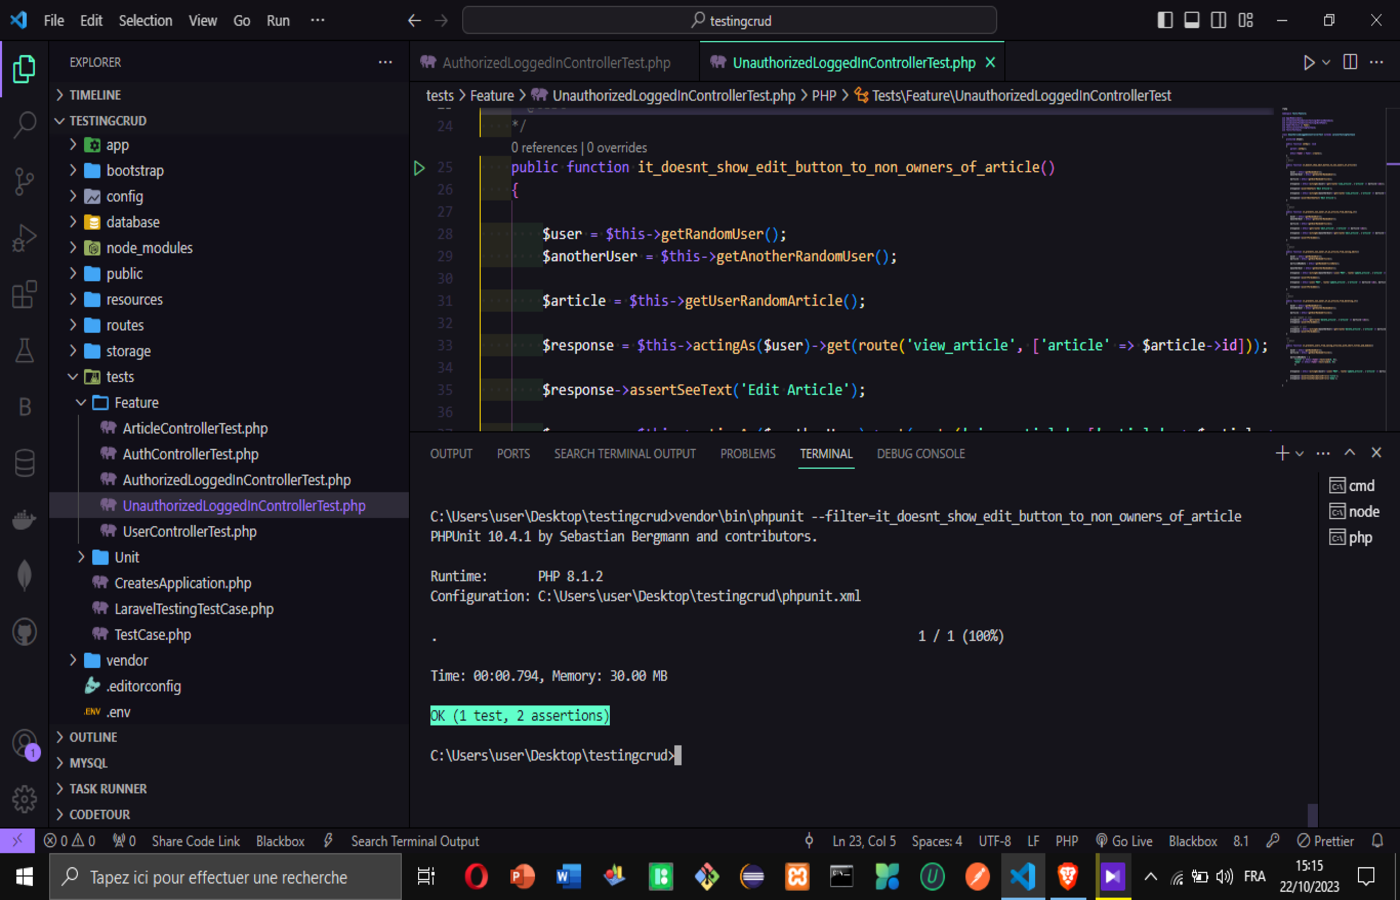 File Edit Selection View Go Run ···
testingcrud
EXPLORER
TIMELINE
TESTINGCRUD
app
bootstrap
config
database
node_modules
public
resources
routes
storage
tests
Feature
ArticleControllerTest.php
AuthControllerTest.php
AuthorizedLoggedInControllerTest.php
UnauthorizedLoggedInControllerTest.php
UserControllerTest.php
Unit
CreatesApplication.php
LaravelTestingTestCase.php
TestCase.php
vendor
.editorconfig
.ENV .env
OUTLINE
MYSQL
TASK RUNNER
CODETOUR
AuthorizedLoggedInControllerTest.php
UnauthorizedLoggedInControllerTest.php
tests > Feature > UnauthorizedLoggedInControllerTest.php > PHP > Tests\Feature\UnauthorizedLoggedInControllerTest
24 */
0 references | 0 overrides
25 public function it_doesnt_show_edit_button_to_non_owners_of_article()
26 {
27
28 $user = $this->getRandomUser();
29 $anotherUser = $this->getAnotherRandomUser();
30
31 $article = $this->getUserRandomArticle();
32
33 $response = $this->actingAs($user)->get(route('view_article', ['article' => $article->id]));
34
35 $response->assertSeeText('Edit Article');
36
OUTPUT PORTS SEARCH TERMINAL OUTPUT PROBLEMS TERMINAL DEBUG CONSOLE
C:\Users\user\Desktop\testingcrud>vendor\bin\phpunit --filter=it_doesnt_show_edit_button_to_non_owners_of_article
PHPUnit 10.4.1 by Sebastian Bergmann and contributors.
Runtime: PHP 8.1.2
Configuration: C:\Users\user\Desktop\testingcrud\phpunit.xml
. 1 / 1 (100%)
Time: 00:00.794, Memory: 30.00 MB
OK (1 test, 2 assertions)
C:\Users\user\Desktop\testingcrud>
cmd
node
php
1
0 0 0 Share Code Link Blackbox Search Terminal Output Ln 23, Col 5 Spaces: 4 UTF-8 LF PHP Go Live Blackbox 8.1 Prettier
Tapez ici pour effectuer une recherche
FRA
15:15
22/10/2023